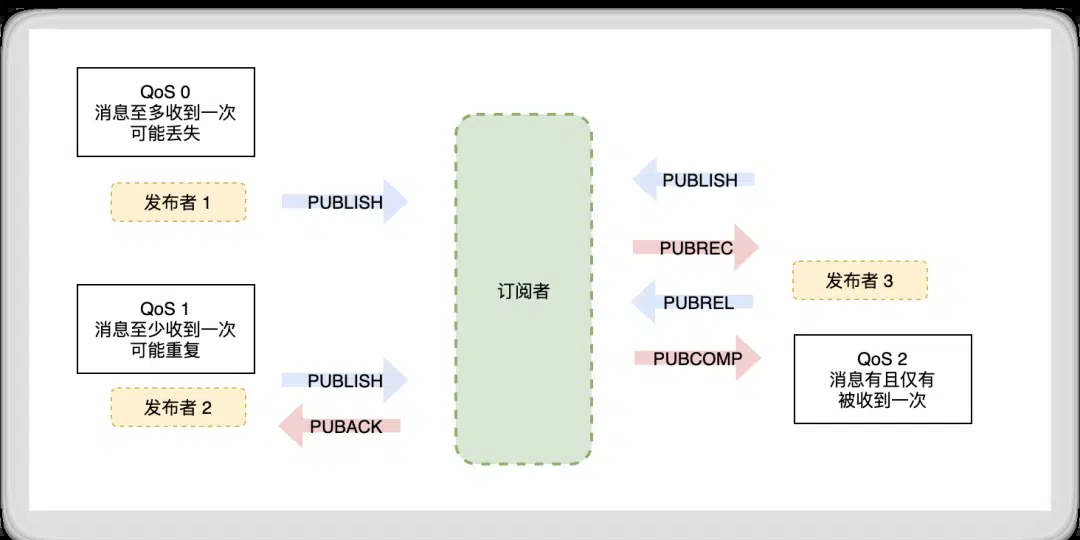 QoS 0
消息至多收到一次
可能丢失
发布者 1
PUBLISH
QoS 1
消息至少收到一次
可能重复
发布者 2
PUBLISH
PUBACK
订阅者
PUBLISH
PUBREC
PUBREL
PUBCOMP
发布者 3
QoS 2
消息有且仅有
被收到一次